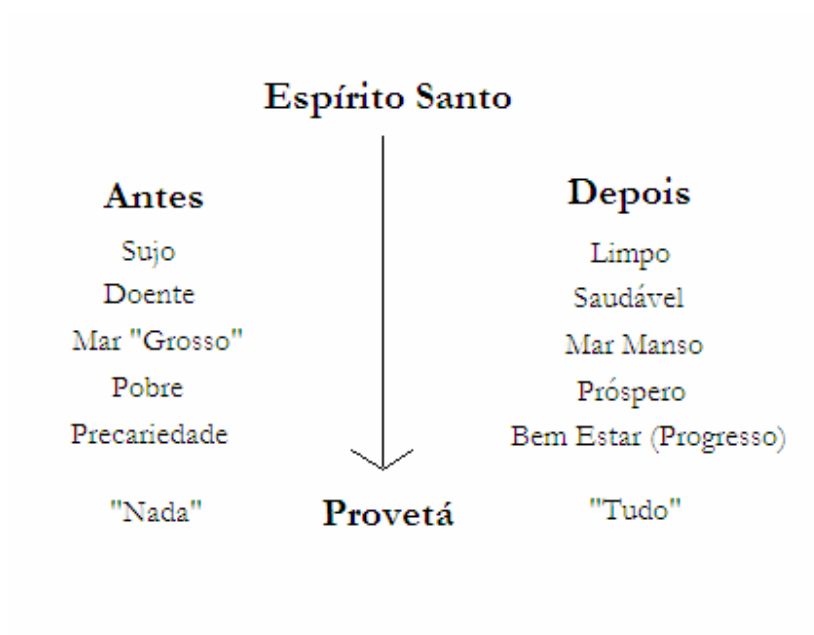 Espírito Santo
Antes
Sujo
Doente
Mar "Grosso"
Pobre
Precariedade
"Nada"
Provetá
Depois
Limpo
Saudável
Mar Manso
Próspero
Bem Estar (Progresso)
"Tudo"